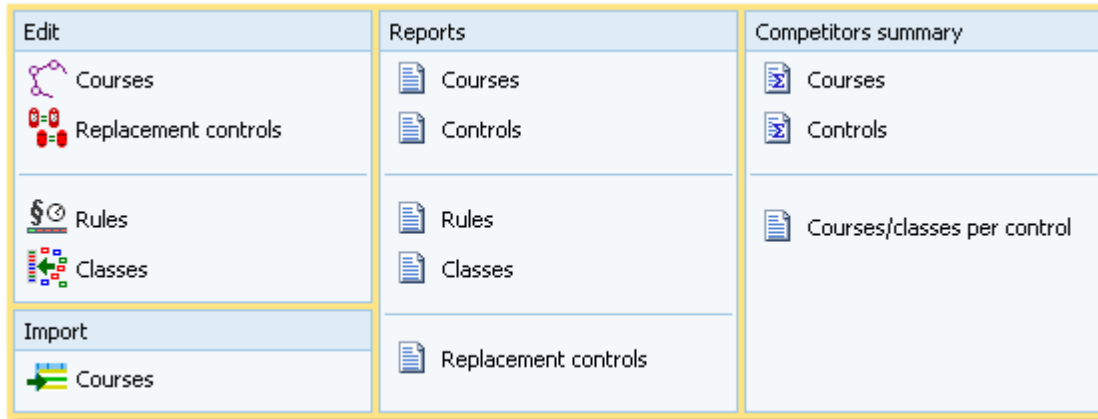 Edit
Courses
Replacement controls
Rules
Classes
Import
Courses
Reports
Courses
Controls
Rules
Classes
Replacement controls
Competitors summary
Courses
Controls
Courses/classes per control